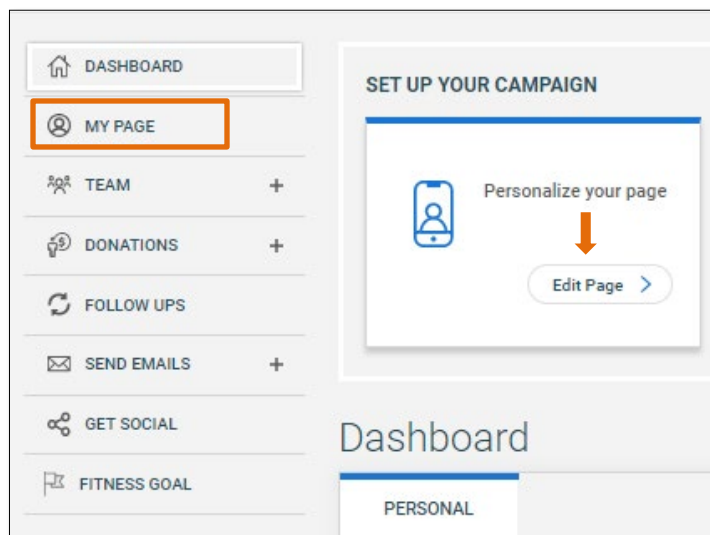 DASHBOARD
MY PAGE
TEAM +
DONATIONS +
FOLLOW UPS
SEND EMAILS +
GET SOCIAL
FITNESS GOAL
SET UP YOUR CAMPAIGN
Personalize your page
Edit Page >
Dashboard
PERSONAL